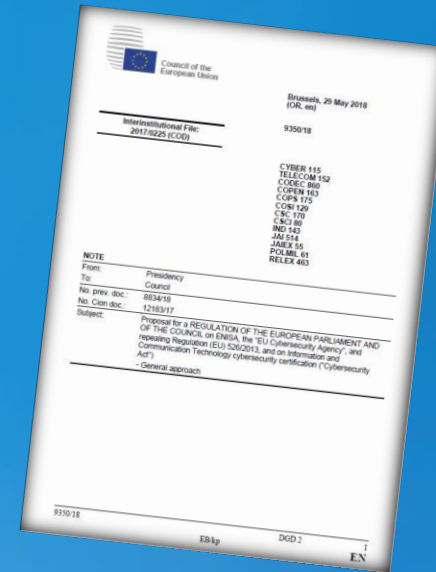 Council of the
European Union
Brussels, 29 May 2018
(OR. en)
9350/18
Interinstitutional File:
2017/0225 (COD)
CYBER 115
TELECOM 152
CODEC 860
COPEN 163
COPS 175
COSI 129
CSC 170
CSCI 80
IND 143
JAI 514
JAIEX 55
POLMIL 61
RELEX 463
NOTE
From: Presidency
To: Council
No. prev. doc.: 8834/18
No. Cion doc.: 12183/17
Subject: Proposal for a REGULATION OF THE EUROPEAN PARLIAMENT AND
OF THE COUNCIL on ENISA, the "EU Cybersecurity Agency", and
repealing Regulation (EU) 526/2013, and on Information and
Communication Technology cybersecurity certification ("Cybersecurity
Act")
- General approach
9350/18 EB/kp DGD 2 1
EN